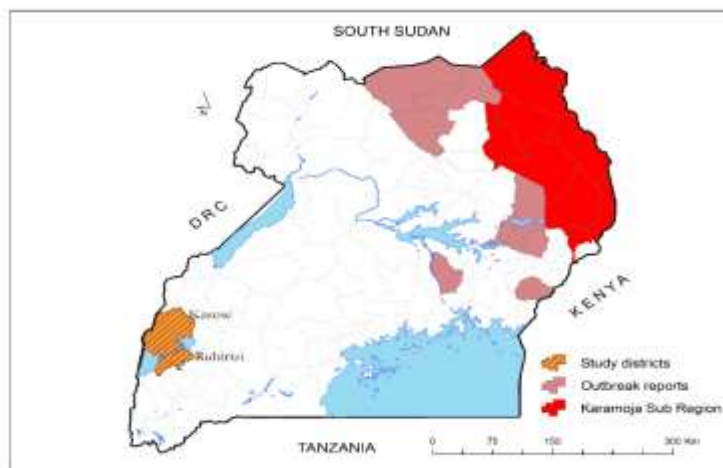 SOUTH SUDAN
DRC
KENYA
Kasese
Rubirizi
Study districts
Outbreak reports
Karamoja Sub Region
TANZANIA
0 75 150 300 Km